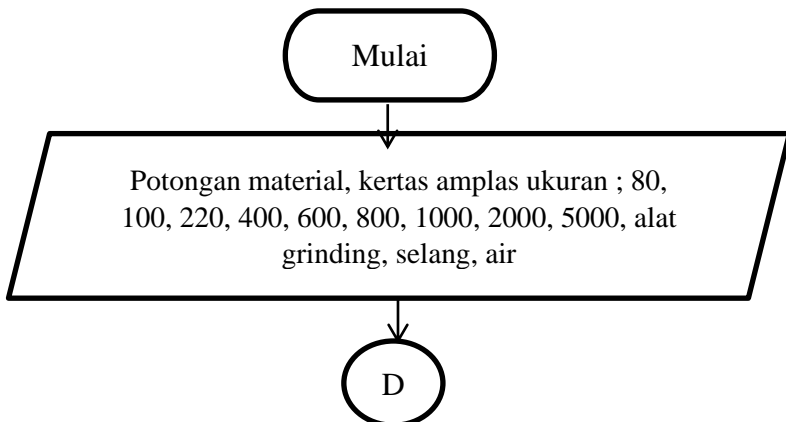 Mulai
Potongan material, kertas amplas ukuran ; 80,
100, 220, 400, 600, 800, 1000, 2000, 5000, alat
grinding, selang, air
D